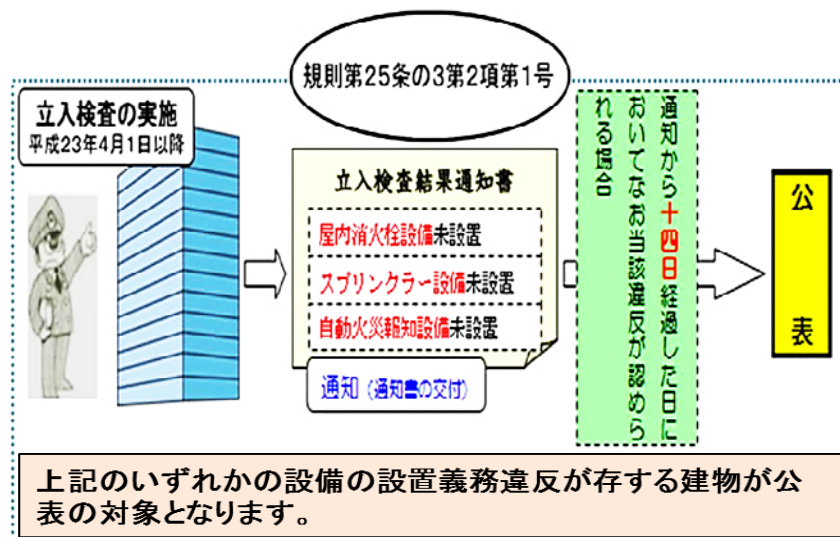 規則第25条の3第2項第1号
立入検査の実施
平成23年4月1日以降
立入検査結果通知書
屋内消火栓設備未設置
スプリンクラー設備未設置
自動火災報知設備未設置
通知（通知書の交付）
通知から十四日経過した日に
おいてなお当該違反が認めら
れる場合
公表
上記のいずれかの設備の設置義務違反が存する建物が公
表の対象となります。